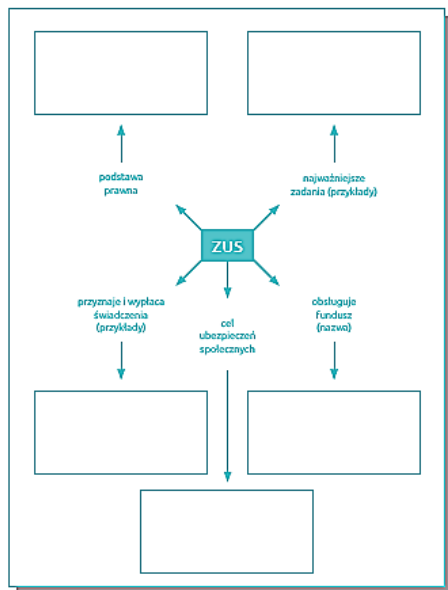 podstawa
prawna
najważniejsze
zadania (przykłady)
ZUS
przyznaje i wypłaca
świadczenia
(przykłady)
cel
ubezpieczeń
społecznych
obsługuje
fundusz
(nazwa)